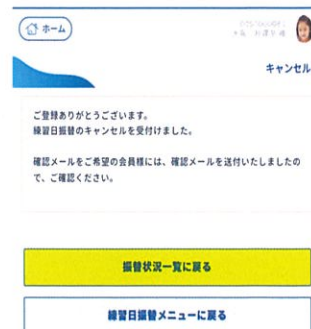 ホーム
キャンセル
ご登録ありがとうございます。
練習日振替のキャンセルを受付けました。
確認メールをご希望の会員様には、確認メールを送付いたしましたの
で、ご確認ください。
振替状況一覧に戻る
練習日振替メニューに戻る